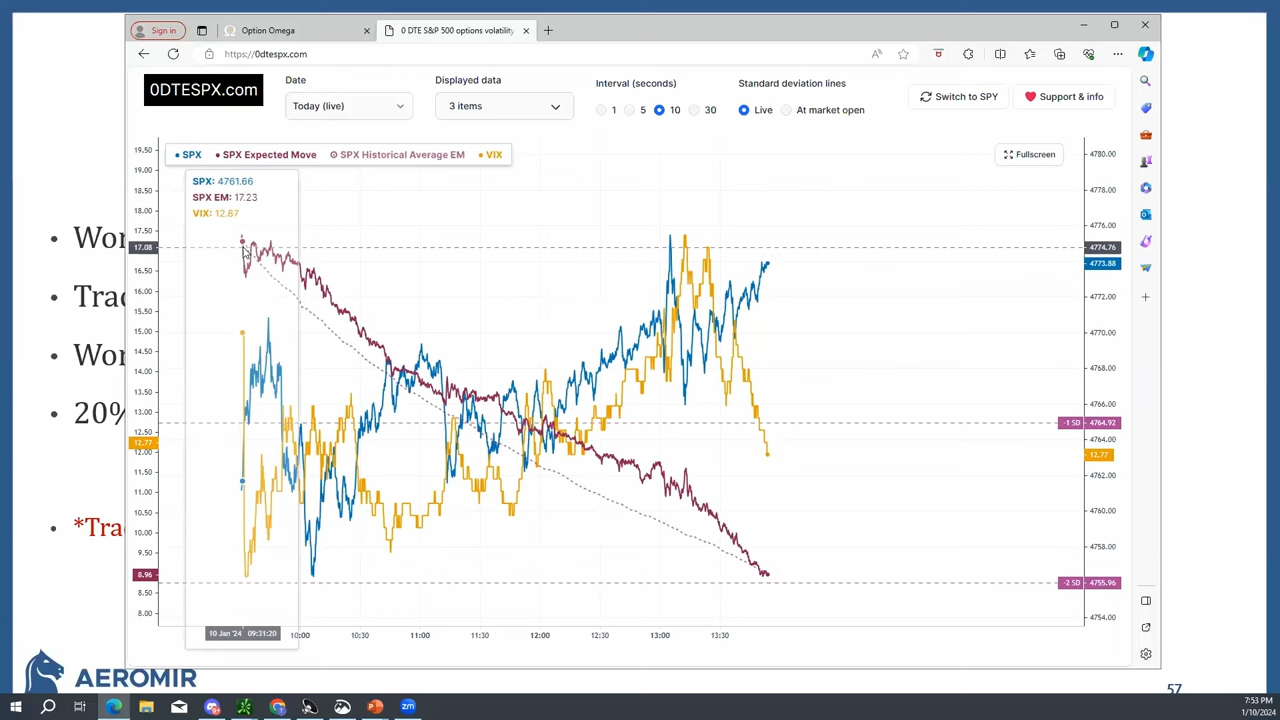 Sign in
Option Omega
0 DTE S&P 500 options volatility
https://0dtespx.com
0DTESPX.com
Date
Today (live)
Displayed data
3 items
Interval (seconds)
1 5 10 30
Standard deviation lines
Live At market open
Switch to SPY
Support & info
SPX SPX Expected Move SPX Historical Average EM VIX
Fullscreen
SPX: 4761.66
SPX EM: 17.23
VIX: 12.87
19.50
19.00
18.50
18.00
17.50
17.08
16.50
16.00
15.50
15.00
14.50
14.00
13.50
13.00
12.50
12.77
12.00
11.50
11.00
10.50
10.00
9.50
8.96
8.50
8.00
4780.00
4778.00
4776.00
4774.76
4773.88
4772.00
4770.00
4768.00
4766.00
-1 SD 4764.92
4764.00
12.77
4762.00
4760.00
4758.00
-2 SD 4755.96
4754.00
10 Jan '24 09:31:20
10:00 10:30 11:00 11:30 12:00 12:30 13:00 13:30
• Wor
• Trad
• Wor
• 20%
• *Tra
AEROMIR
57
7:53 PM
1/10/2024